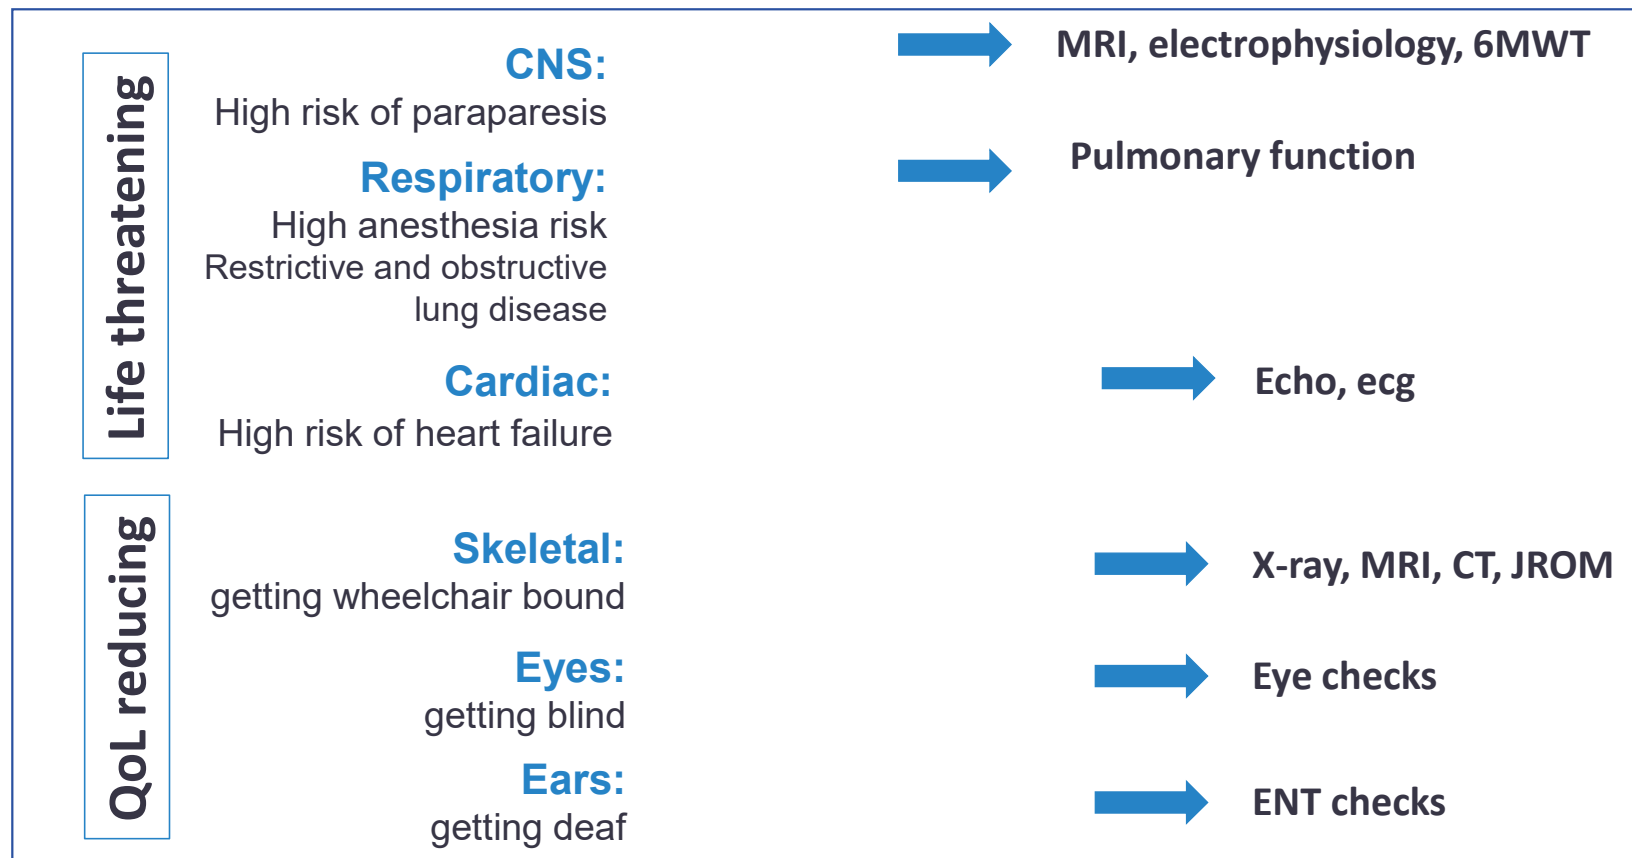 Life threatening
CNS:
High risk of paraparesis
MRI, electrophysiology, 6MWT
Respiratory:
High anesthesia risk
Restrictive and obstructive
lung disease
Pulmonary function
Cardiac:
High risk of heart failure
Echo, ecg
QoL reducing
Skeletal:
getting wheelchair bound
X-ray, MRI, CT, JROM
Eyes:
getting blind
Eye checks
Ears:
getting deaf
ENT checks